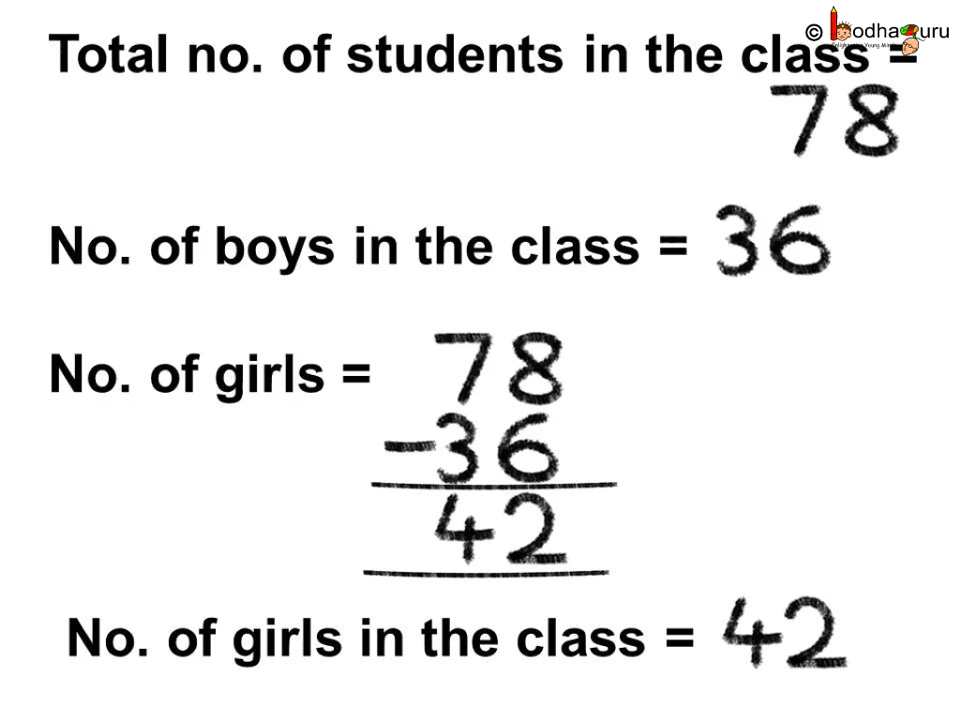 © BodhaGuru
Total no. of students in the class =
78
No. of boys in the class = 36
No. of girls = 78
-36
42
No. of girls in the class = 42